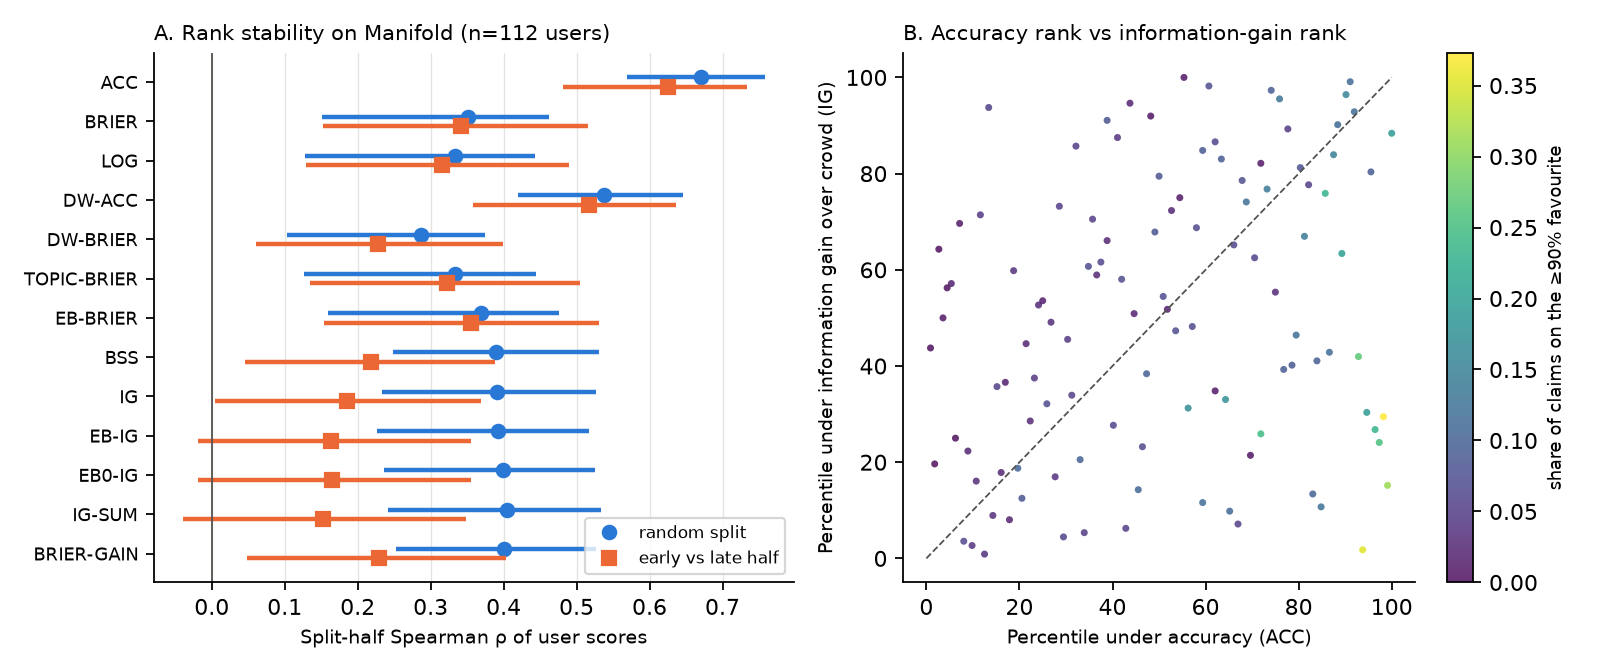 A. Rank stability on Manifold (n=112 users)
ACC
BRIER
LOG
DW-ACC
DW-BRIER
TOPIC-BRIER
EB-BRIER
BSS
IG
EB-IG
EB0-IG
IG-SUM
BRIER-GAIN
random split
early vs late half
0.0 0.1 0.2 0.3 0.4 0.5 0.6 0.7
Split-half Spearman ρ of user scores
B. Accuracy rank vs information-gain rank
Percentile under information gain over crowd (IG)
100
80
60
40
20
0
0 20 40 60 80 100
Percentile under accuracy (ACC)
0.35
0.30
0.25
0.20
0.15
0.10
0.05
0.00
share of claims on the ≥90% favourite